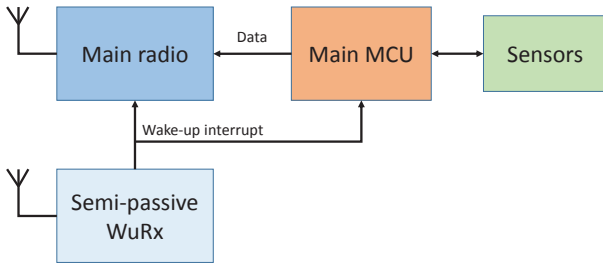 Main radio
Data
Main MCU
Sensors
Wake-up interrupt
Semi-passive
WuRx